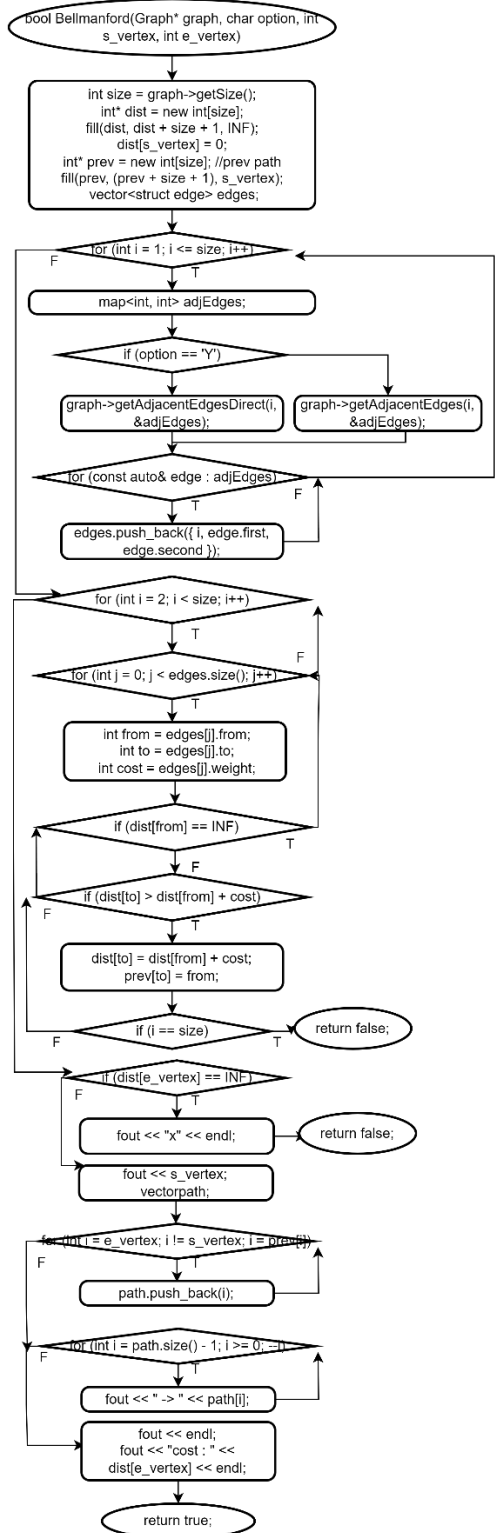 bool Bellmanford(Graph* graph, char option, int
s_vertex, int e_vertex)
int size = graph->getSize();
int* dist = new int[size];
fill(dist, dist + size + 1, INF);
dist[s_vertex] = 0;
int* prev = new int[size]; //prev path
fill(prev, (prev + size + 1), s_vertex);
vector<struct edge> edges;
for (int i = 1; i <= size; i++)
F
T
map<int, int> adjEdges;
if (option == 'Y')
graph->getAdjacentEdgesDirect(i,
&adjEdges);
graph->getAdjacentEdges(i,
&adjEdges);
for (const auto& edge : adjEdges)
F
T
edges.push_back({ i, edge.first,
edge.second });
for (int i = 2; i < size; i++)
T
F
for (int j = 0; j < edges.size(); j++)
T
int from = edges[j].from;
int to = edges[j].to;
int cost = edges[j].weight;
if (dist[from] == INF)
T
F
if (dist[to] > dist[from] + cost)
F
T
dist[to] = dist[from] + cost;
prev[to] = from;
if (i == size)
F
T
return false;
if (dist[e_vertex] == INF)
F
T
fout << "x" << endl;
return false;
fout << s_vertex;
vectorpath;
for (int i = e_vertex; i != s_vertex; i = prev[i])
F
T
path.push_back(i);
for (int i = path.size() - 1; i >= 0; --i)
F
T
fout << " -> " << path[i];
fout << endl;
fout << "cost : " <<
dist[e_vertex] << endl;
return true;